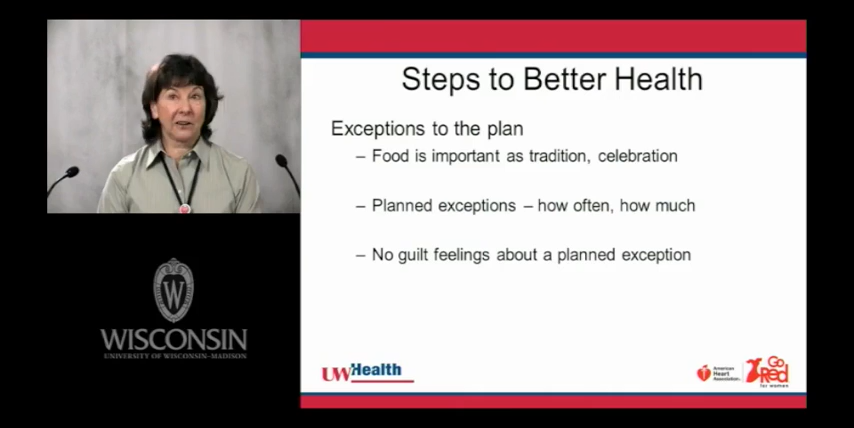 Steps to Better Health
Exceptions to the plan
– Food is important as tradition, celebration
– Planned exceptions – how often, how much
– No guilt feelings about a planned exception
W
WISCONSIN
UNIVERSITY OF WISCONSIN–MADISON
UWHealth
American
Heart
Association
Go
Red
for women